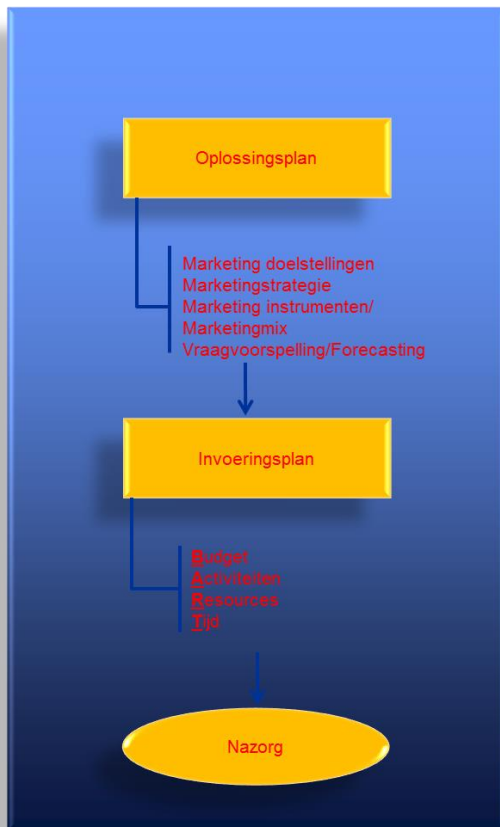 Oplossingsplan
Marketing doelstellingen
Marketingstrategie
Marketing instrumenten/
Marketingmix
Vraagvoorspelling/Forecasting
Invoeringsplan
Budget
Activiteiten
Resources
Tijd
Nazorg